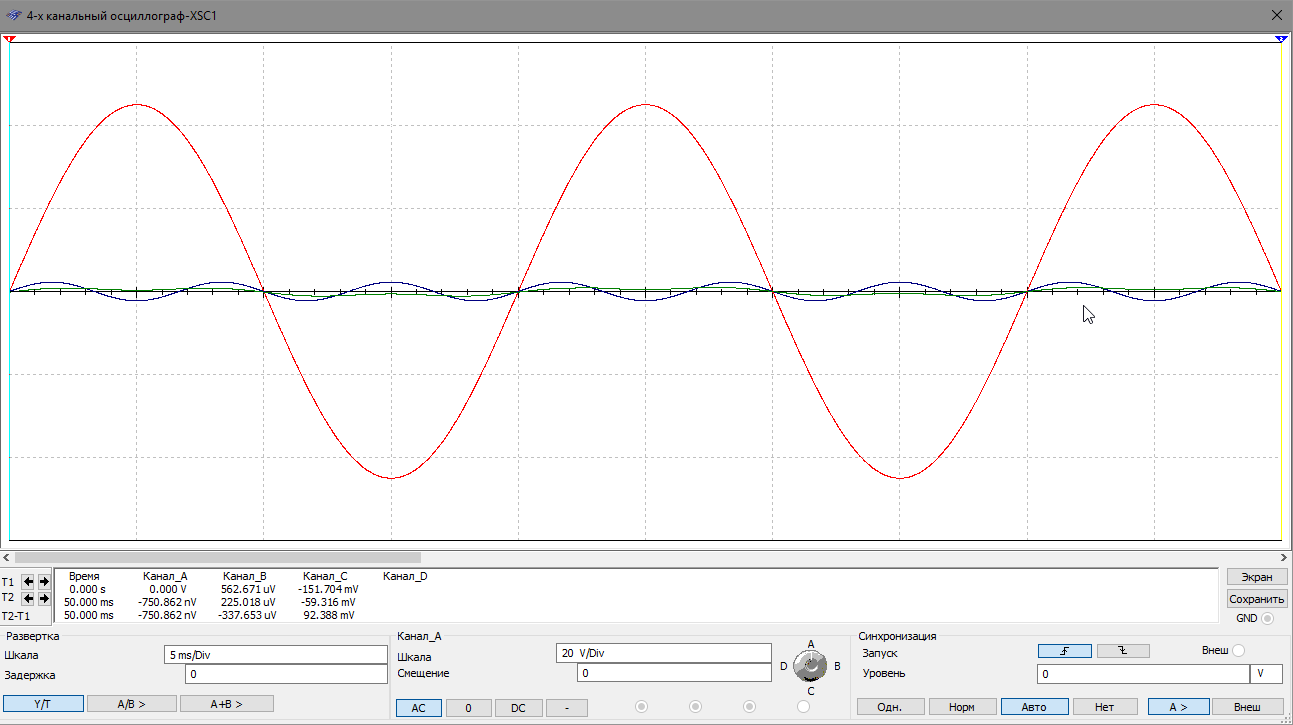 4-х канальный осциллограф-XSC1
Время Канал_A Канал_B Канал_C Канал_D
T1 0.000 s 0.000 V 562.671 uV -151.704 mV
T2 50.000 ms -750.862 nV 225.018 uV -59.316 mV
T2-T1 50.000 ms -750.862 nV -337.653 uV 92.388 mV
Экран
Сохранить
GND
Развертка
Шкала 5 ms/Div
Задержка 0
Y/T A/B > A+B >
Канал_A
Шкала 20 V/Div
Смещение 0
AC 0 DC -
A
D B
C
Синхронизация
Запуск Внеш
Уровень 0 V
Одн. Норм Авто Нет A > Внеш